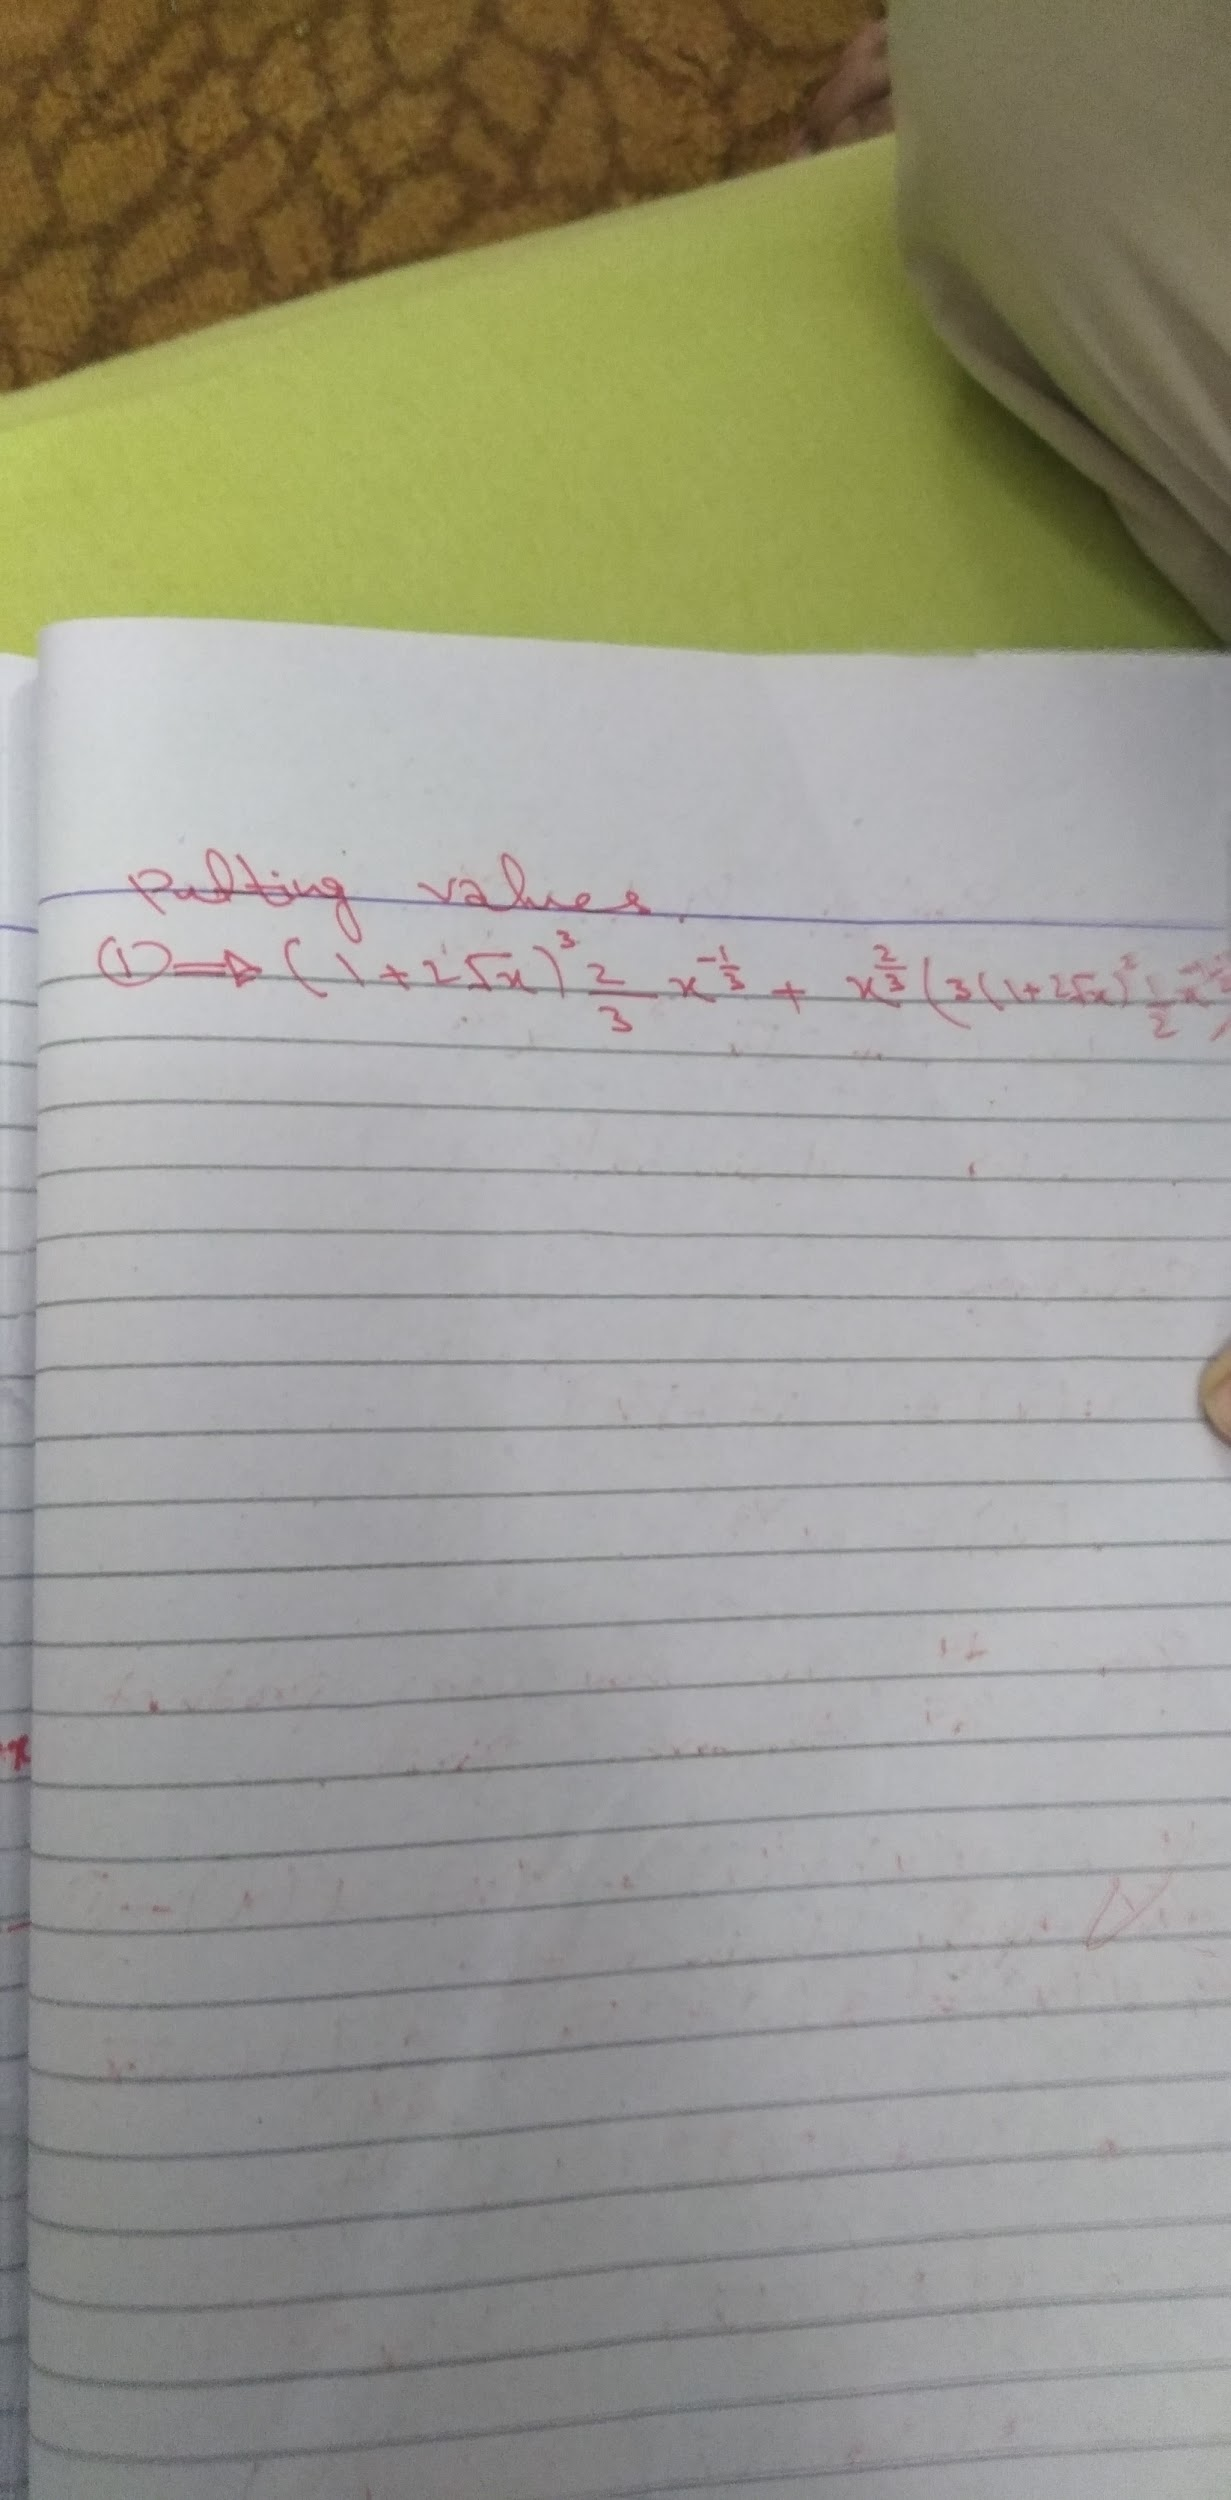 Putting values.
① ⇒ (1+2√x)³ 2/3 x^(-1/3) + x^(2/3) (3(1+2√x)² 1/2 x